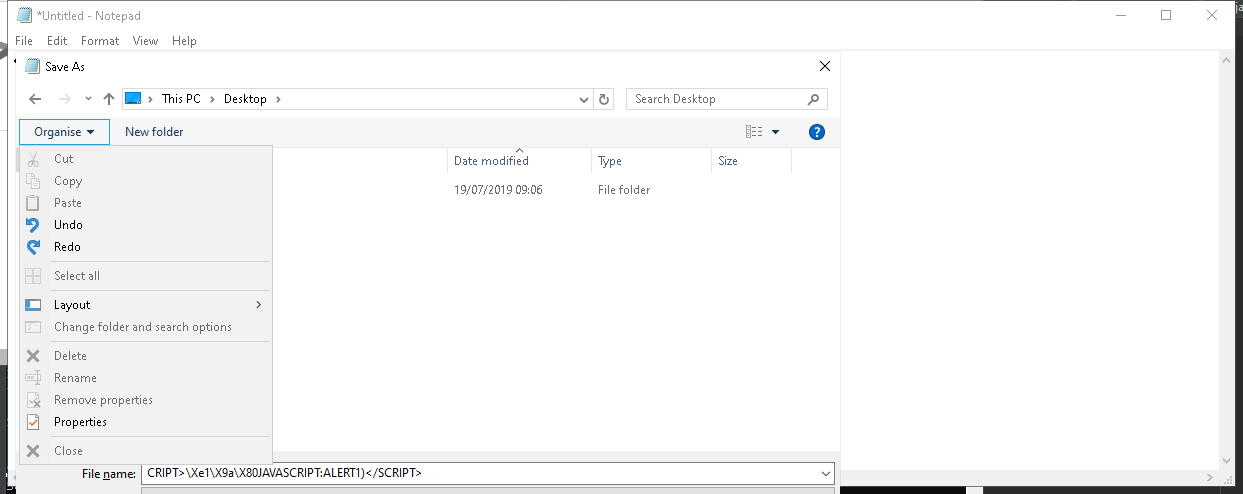 *Untitled - Notepad
File Edit Format View Help
Save As
This PC Desktop Search Desktop
Organise New folder
Cut
Date modified Type Size
Copy
19/07/2019 09:06 File folder
Paste
Undo
Redo
Select all
Layout
Change folder and search options
Delete
Rename
Remove properties
Properties
Close
File name: CRIPT>\Xe1\X9a\X80JAVASCRIPT:ALERT1)</SCRIPT>